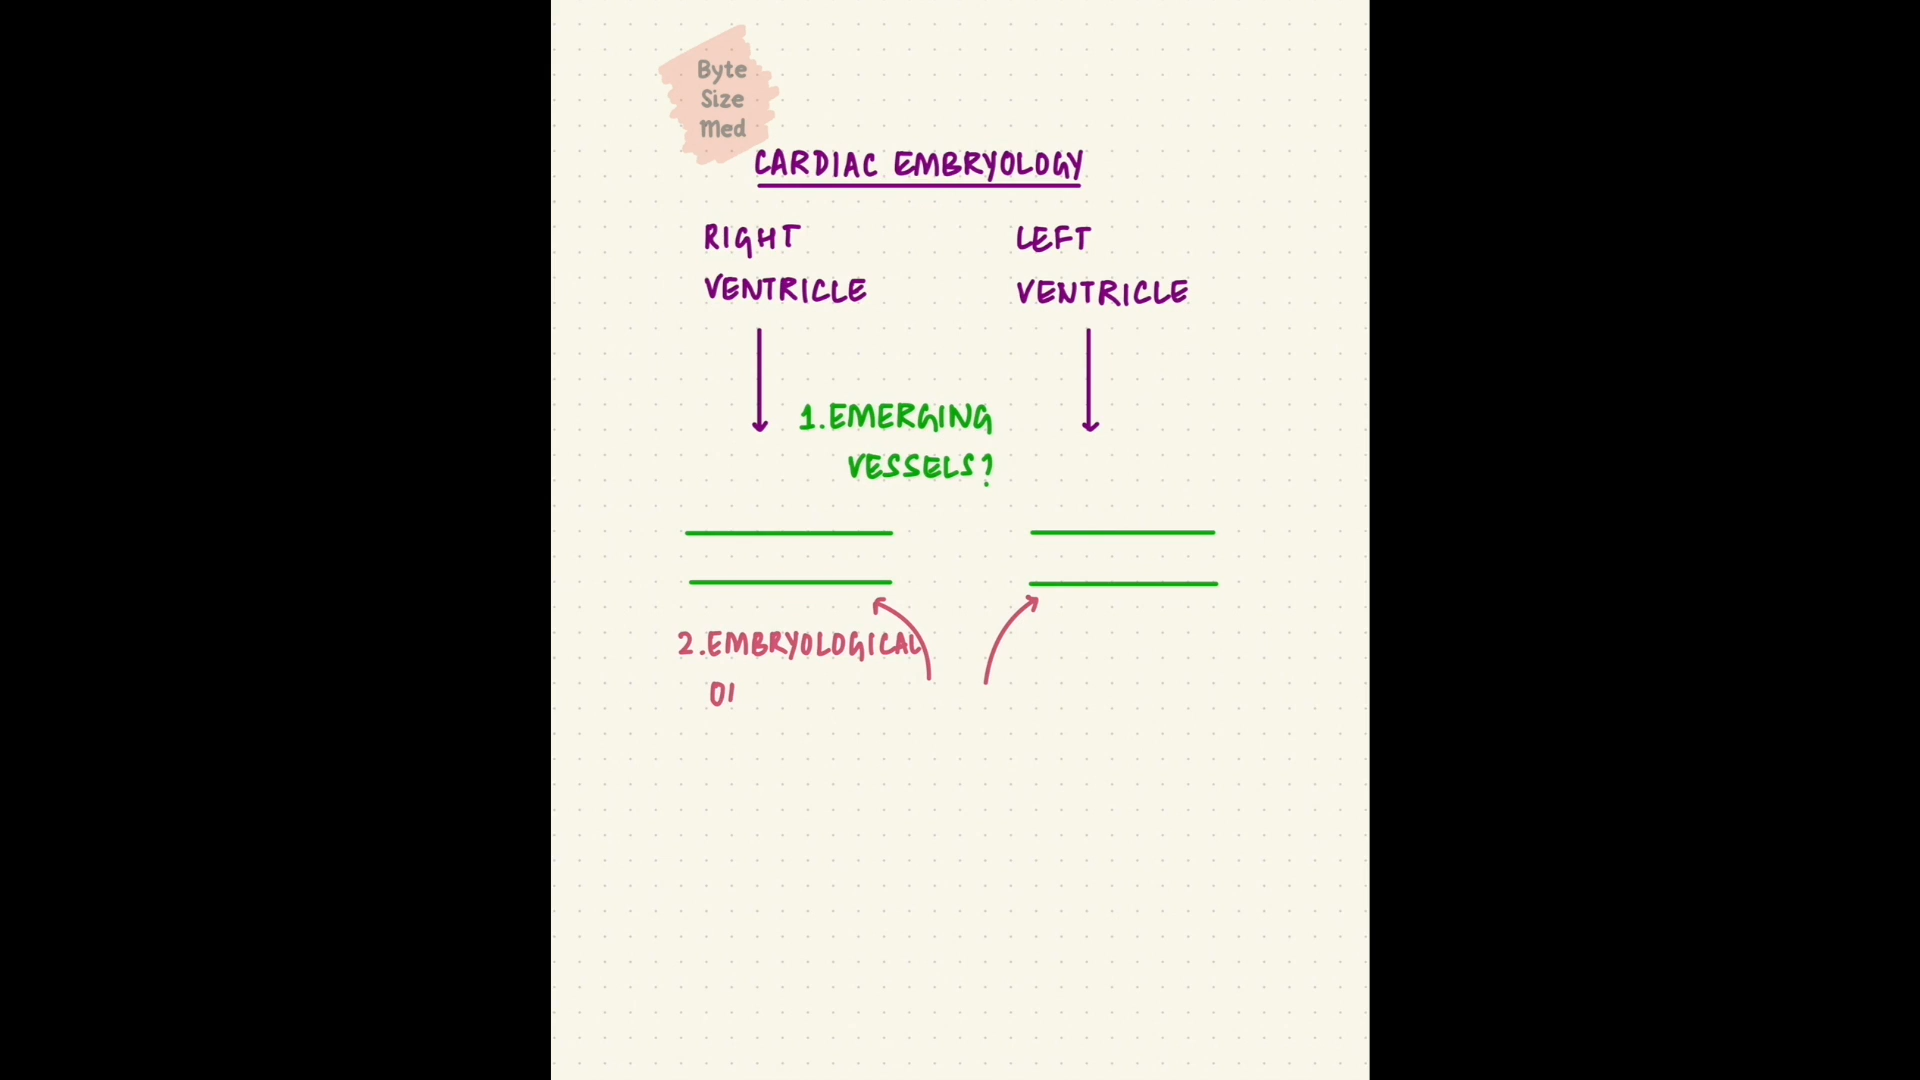 Byte
Size
Med
CARDIAC EMBRYOLOGY
RIGHT
VENTRICLE
LEFT
VENTRICLE
1.EMERGING
VESSELS?
2.EMBRYOLOGICAL